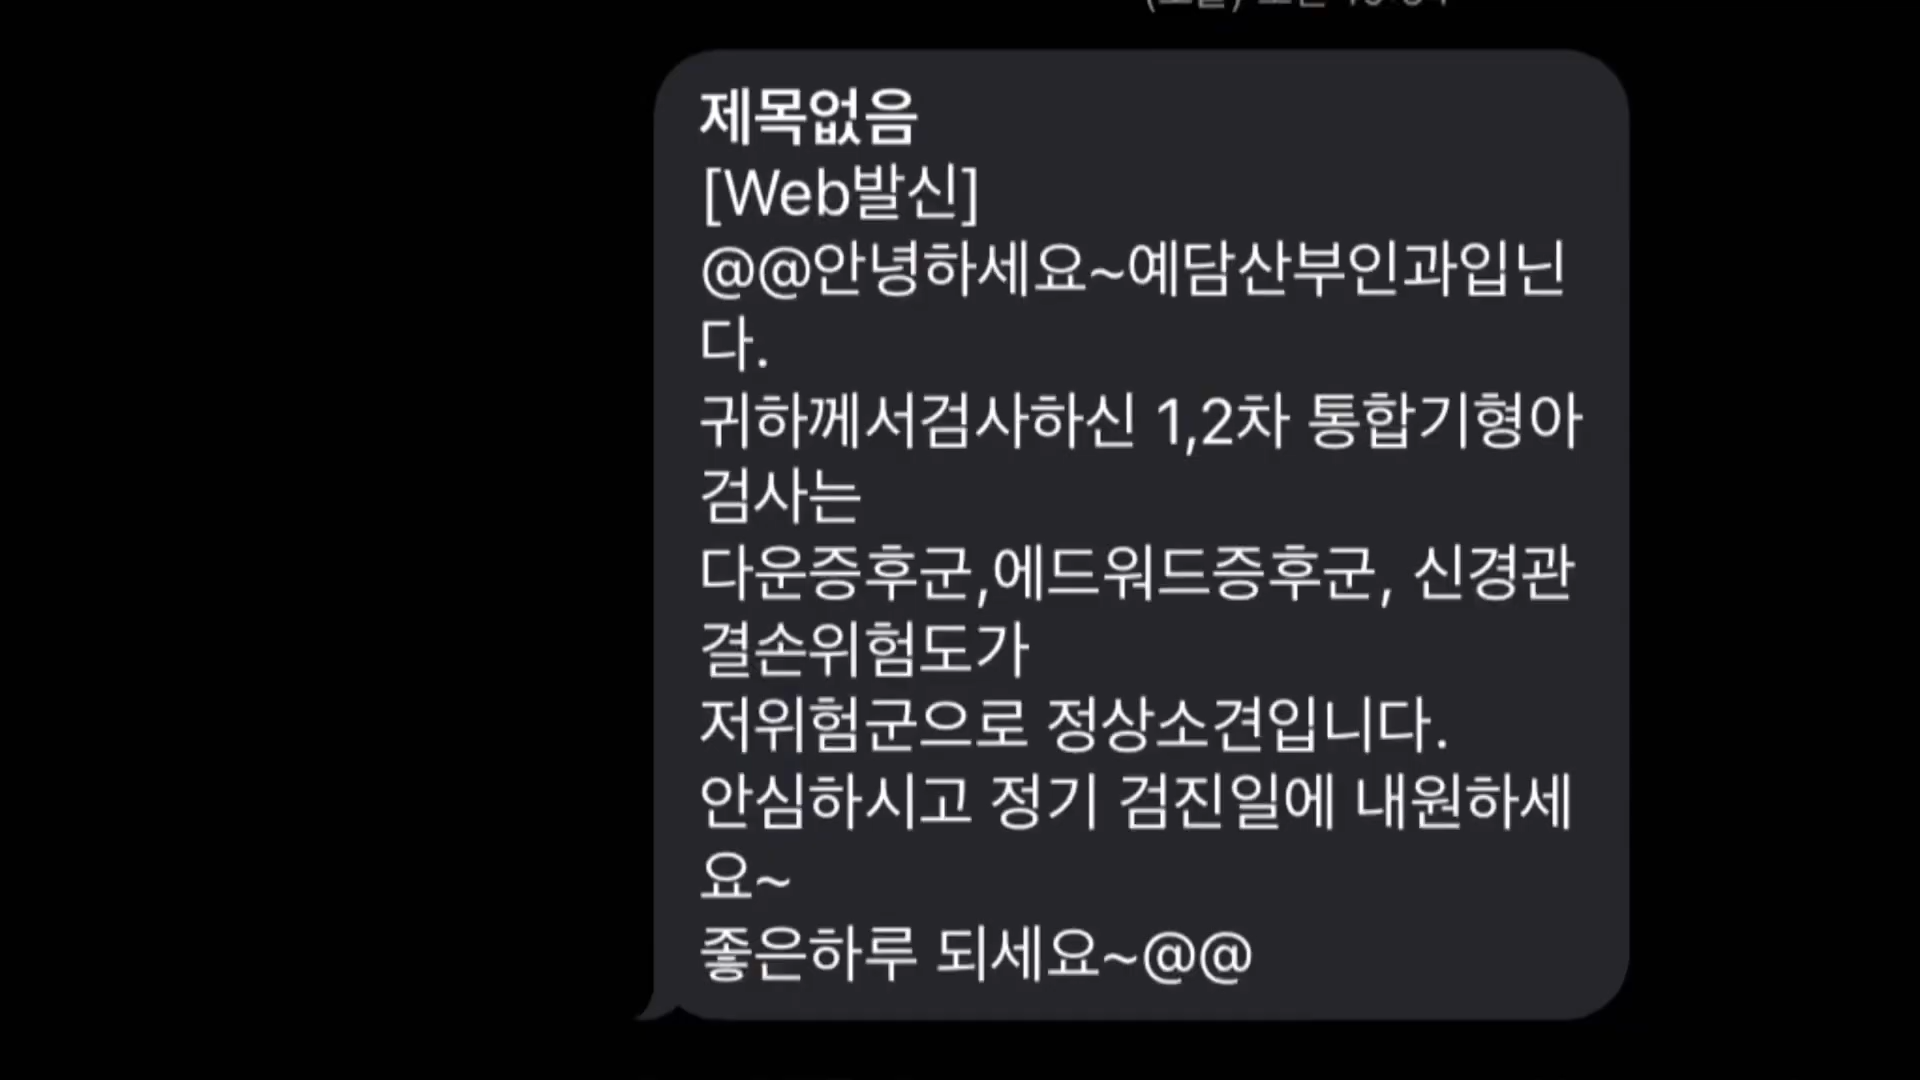 제목없음
[Web발신]
@@안녕하세요~예담산부인과입닌
다.
귀하께서검사하신 1,2차 통합기형아
검사는
다운증후군,에드워드증후군, 신경관
결손위험도가
저위험군으로 정상소견입니다.
안심하시고 정기 검진일에 내원하세
요~
좋은하루 되세요~@@